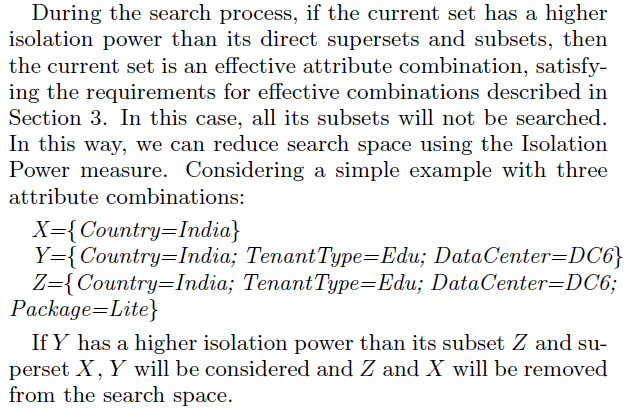 During the search process, if the current set has a higher
isolation power than its direct supersets and subsets, then
the current set is an effective attribute combination, satisfy-
ing the requirements for effective combinations described in
Section 3. In this case, all its subsets will not be searched.
In this way, we can reduce search space using the Isolation
Power measure. Considering a simple example with three
attribute combinations:
X={Country=India}
Y={Country=India; TenantType=Edu; DataCenter=DC6}
Z={Country=India; TenantType=Edu; DataCenter=DC6;
Package=Lite}
If Y has a higher isolation power than its subset Z and su-
perset X, Y will be considered and Z and X will be removed
from the search space.